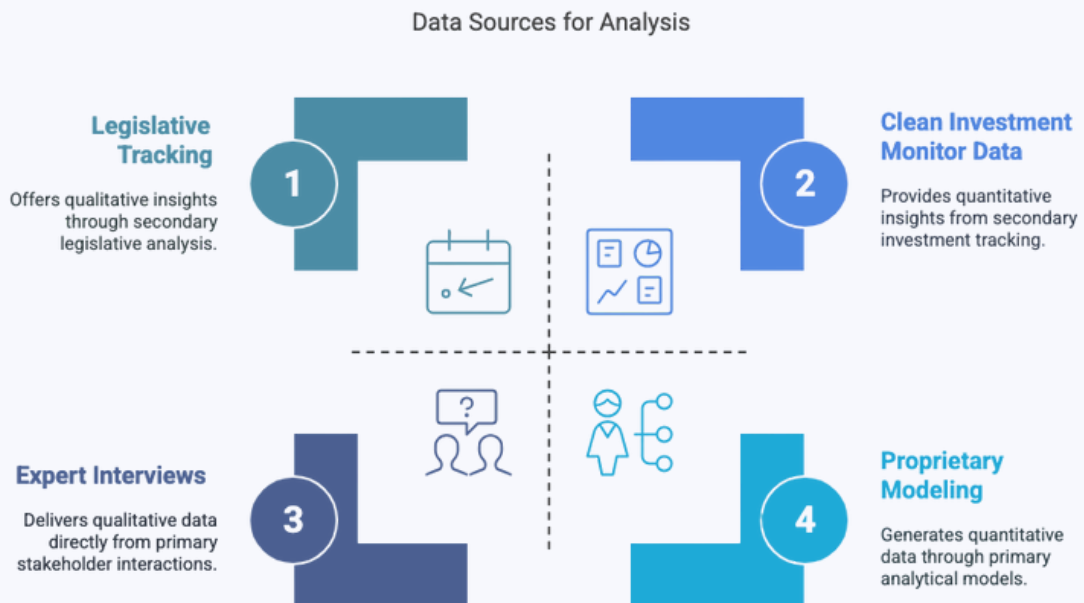 Data Sources for Analysis
Legislative
Tracking
1
Offers qualitative insights
through secondary
legislative analysis.
2
Clean Investment
Monitor Data
Provides quantitative
insights from secondary
investment tracking.
?
Expert Interviews
3
Delivers qualitative data
directly from primary
stakeholder interactions.
4
Proprietary
Modeling
Generates quantitative
data through primary
analytical models.